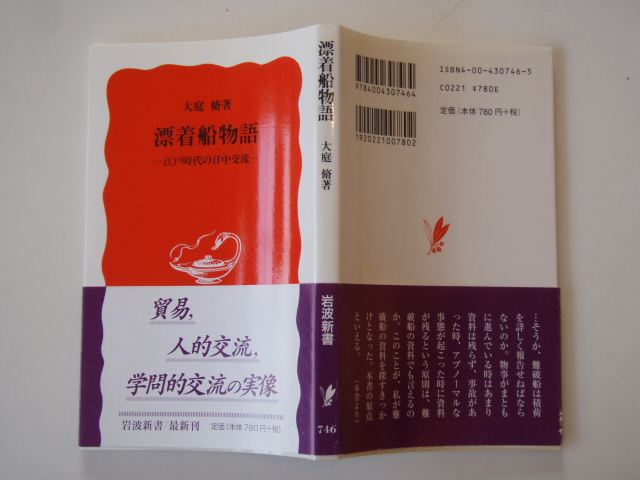 大庭 脩著
漂着船物語
―江戸時代の日中交流―
貿易,
人的交流,
学問的交流の実像
岩波新書/最新刊 定価(本体780円+税)
漂着船物語
大庭 脩著
岩波新書
746
9784004307464
1920221007802
ISBN4-00-430746-5
C0221 ¥780E
定価(本体780円+税)
…そうか、難破船は積荷
を詳しく報告せねばなら
ないのか。物事がまとも
に進んでいる時はあまり
資料は残らず、事故があ
った時、アブノーマルな
事態が起こった時に資料
が残るという原則は、難
破船の資料でも言えるの
か。このことが、私が難
破船の資料を探すきっか
けとなった、本書の原点
といえる。 (本書より)